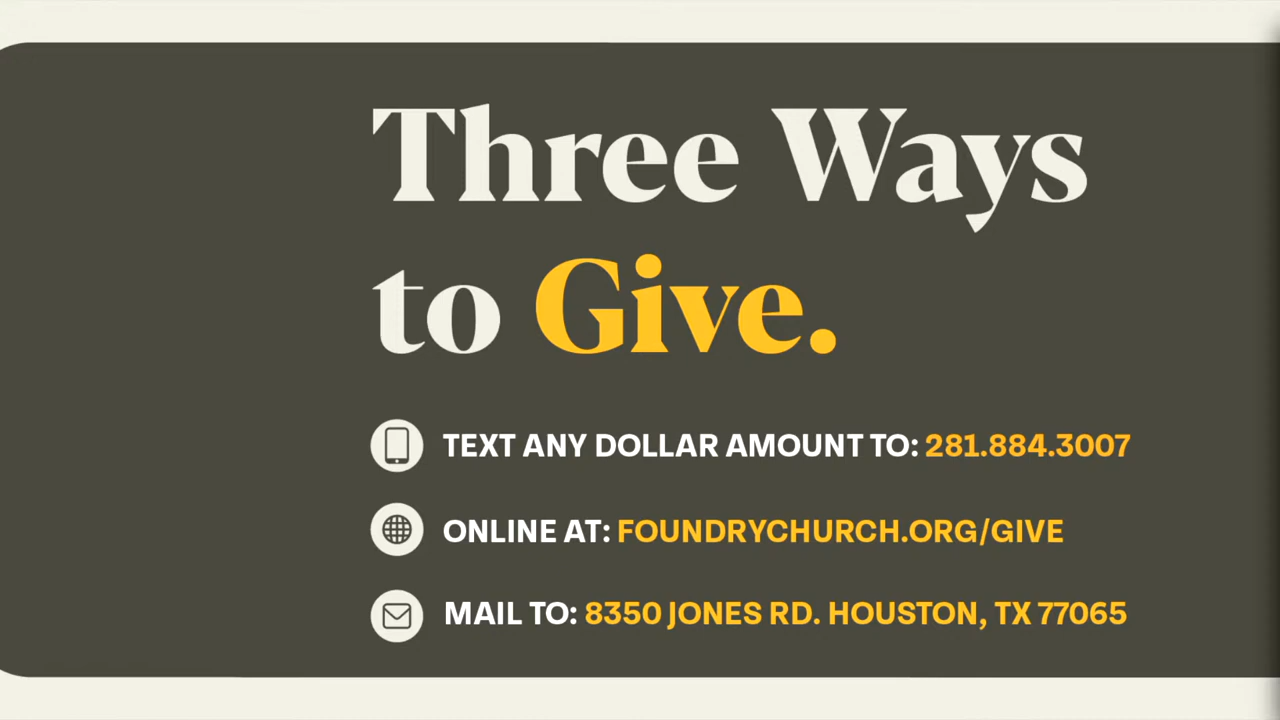 Three Ways
to Give.
TEXT ANY DOLLAR AMOUNT TO: 281.884.3007
ONLINE AT: FOUNDRYCHURCH.ORG/GIVE
MAIL TO: 8350 JONES RD. HOUSTON, TX 77065